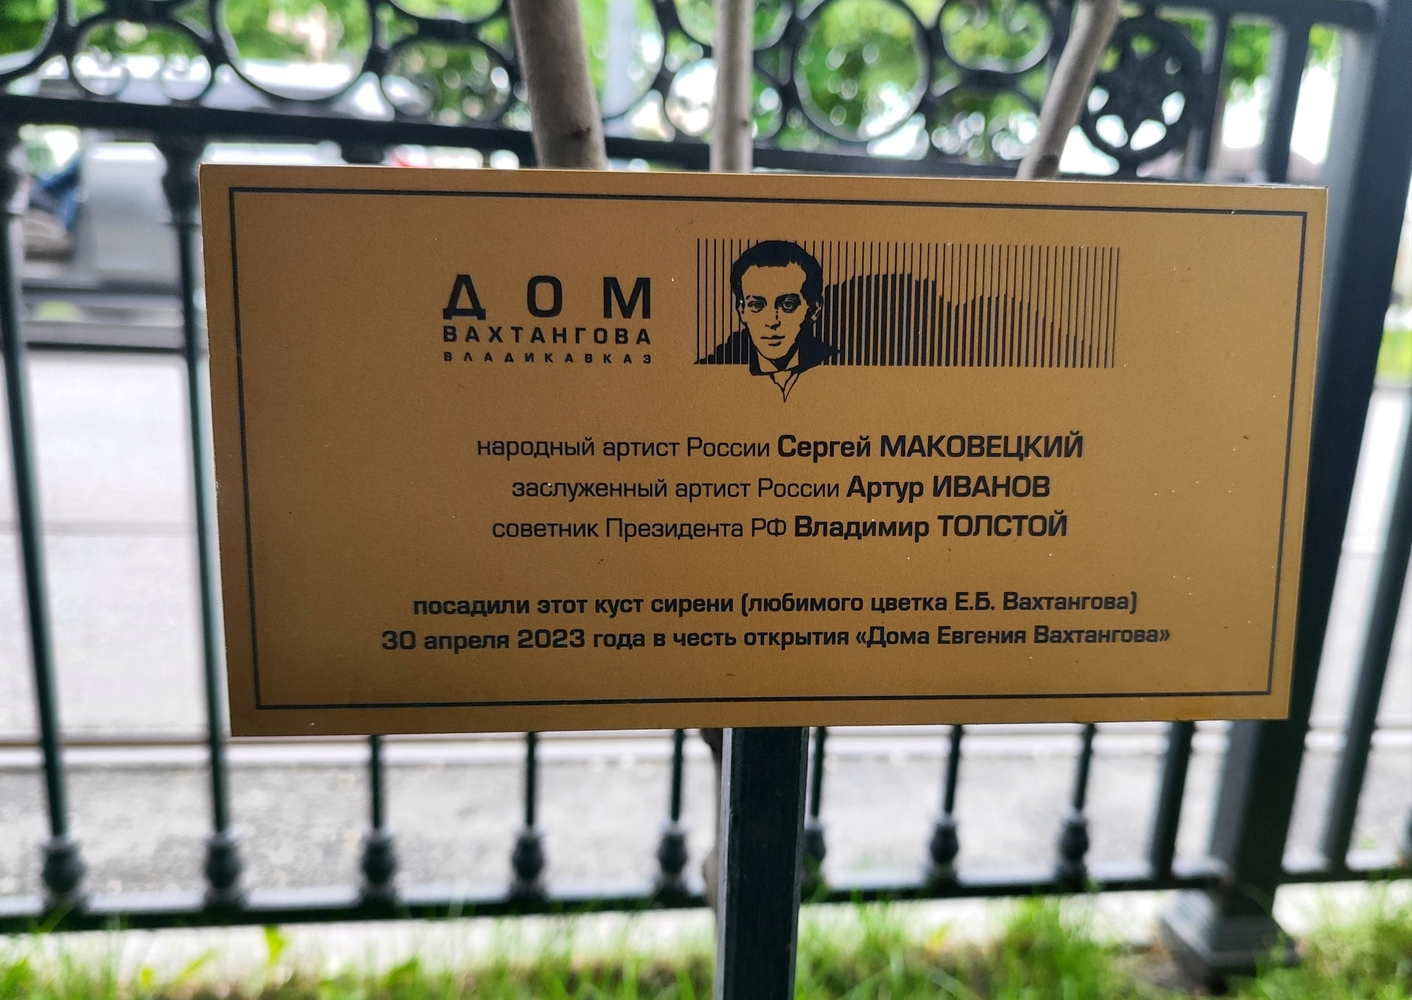 ДОМ
ВАХТАНГОВА
ВЛАДИКАВКАЗ
народный артист России Сергей МАКОВЕЦКИЙ
заслуженный артист России Артур ИВАНОВ
советник Президента РФ Владимир ТОЛСТОЙ
посадили этот куст сирени (любимого цветка Е.Б. Вахтангова)
30 апреля 2023 года в честь открытия «Дома Евгения Вахтангова»